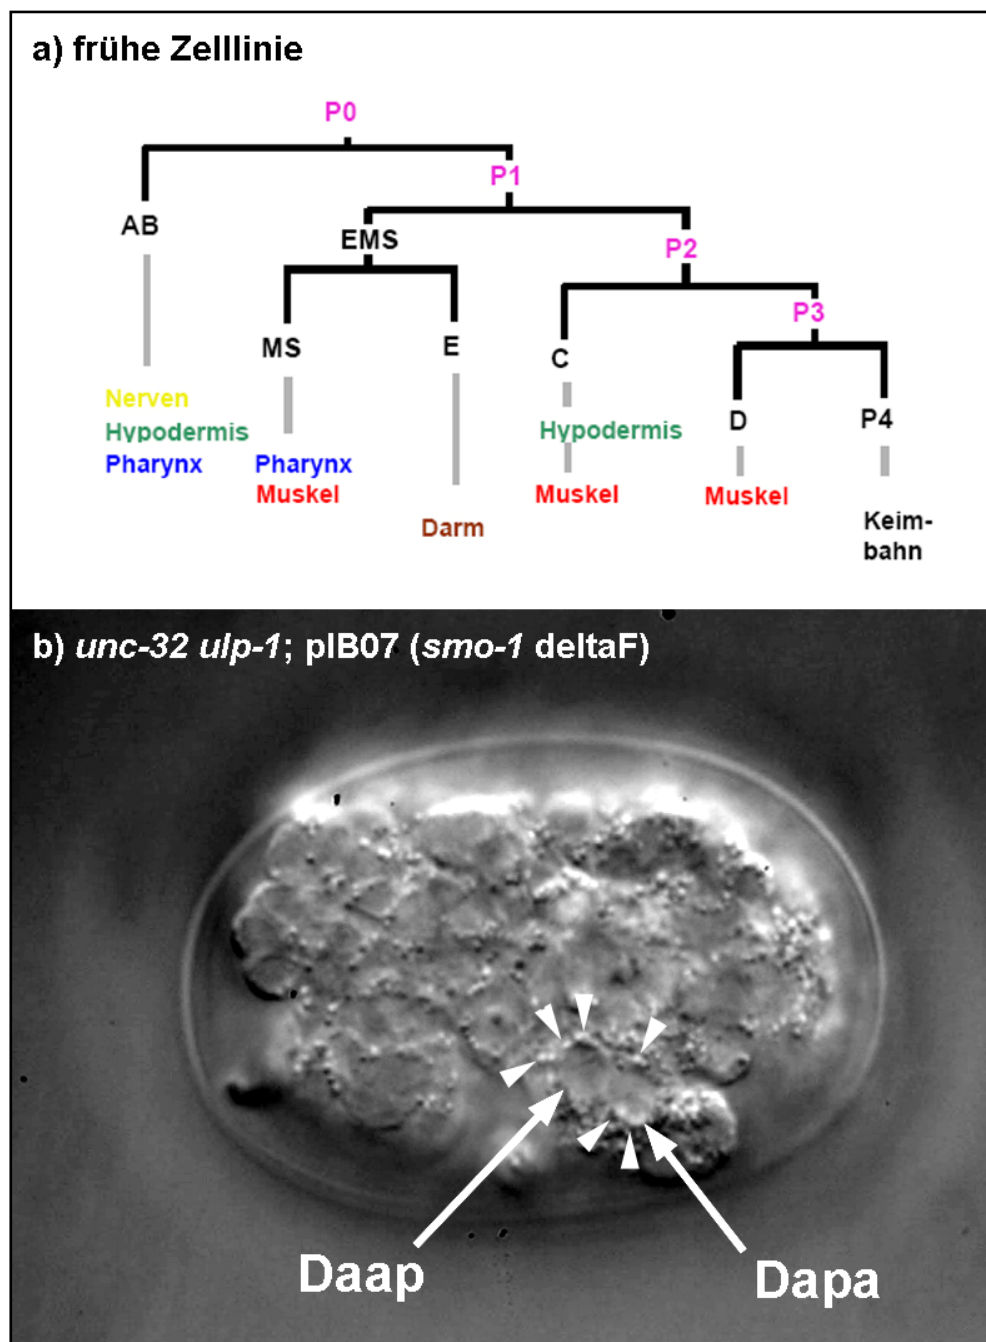 a) frühe Zelllinie
P0
P1
AB
EMS
P2
MS
E
C
P3
D
P4
Nerven
Hypodermis
Pharynx
Pharynx
Muskel
Darm
Hypodermis
Muskel
Muskel
Keim-
bahn
b) unc-32 ulp-1; pIB07 (smo-1 deltaF)
Daap
Dapa